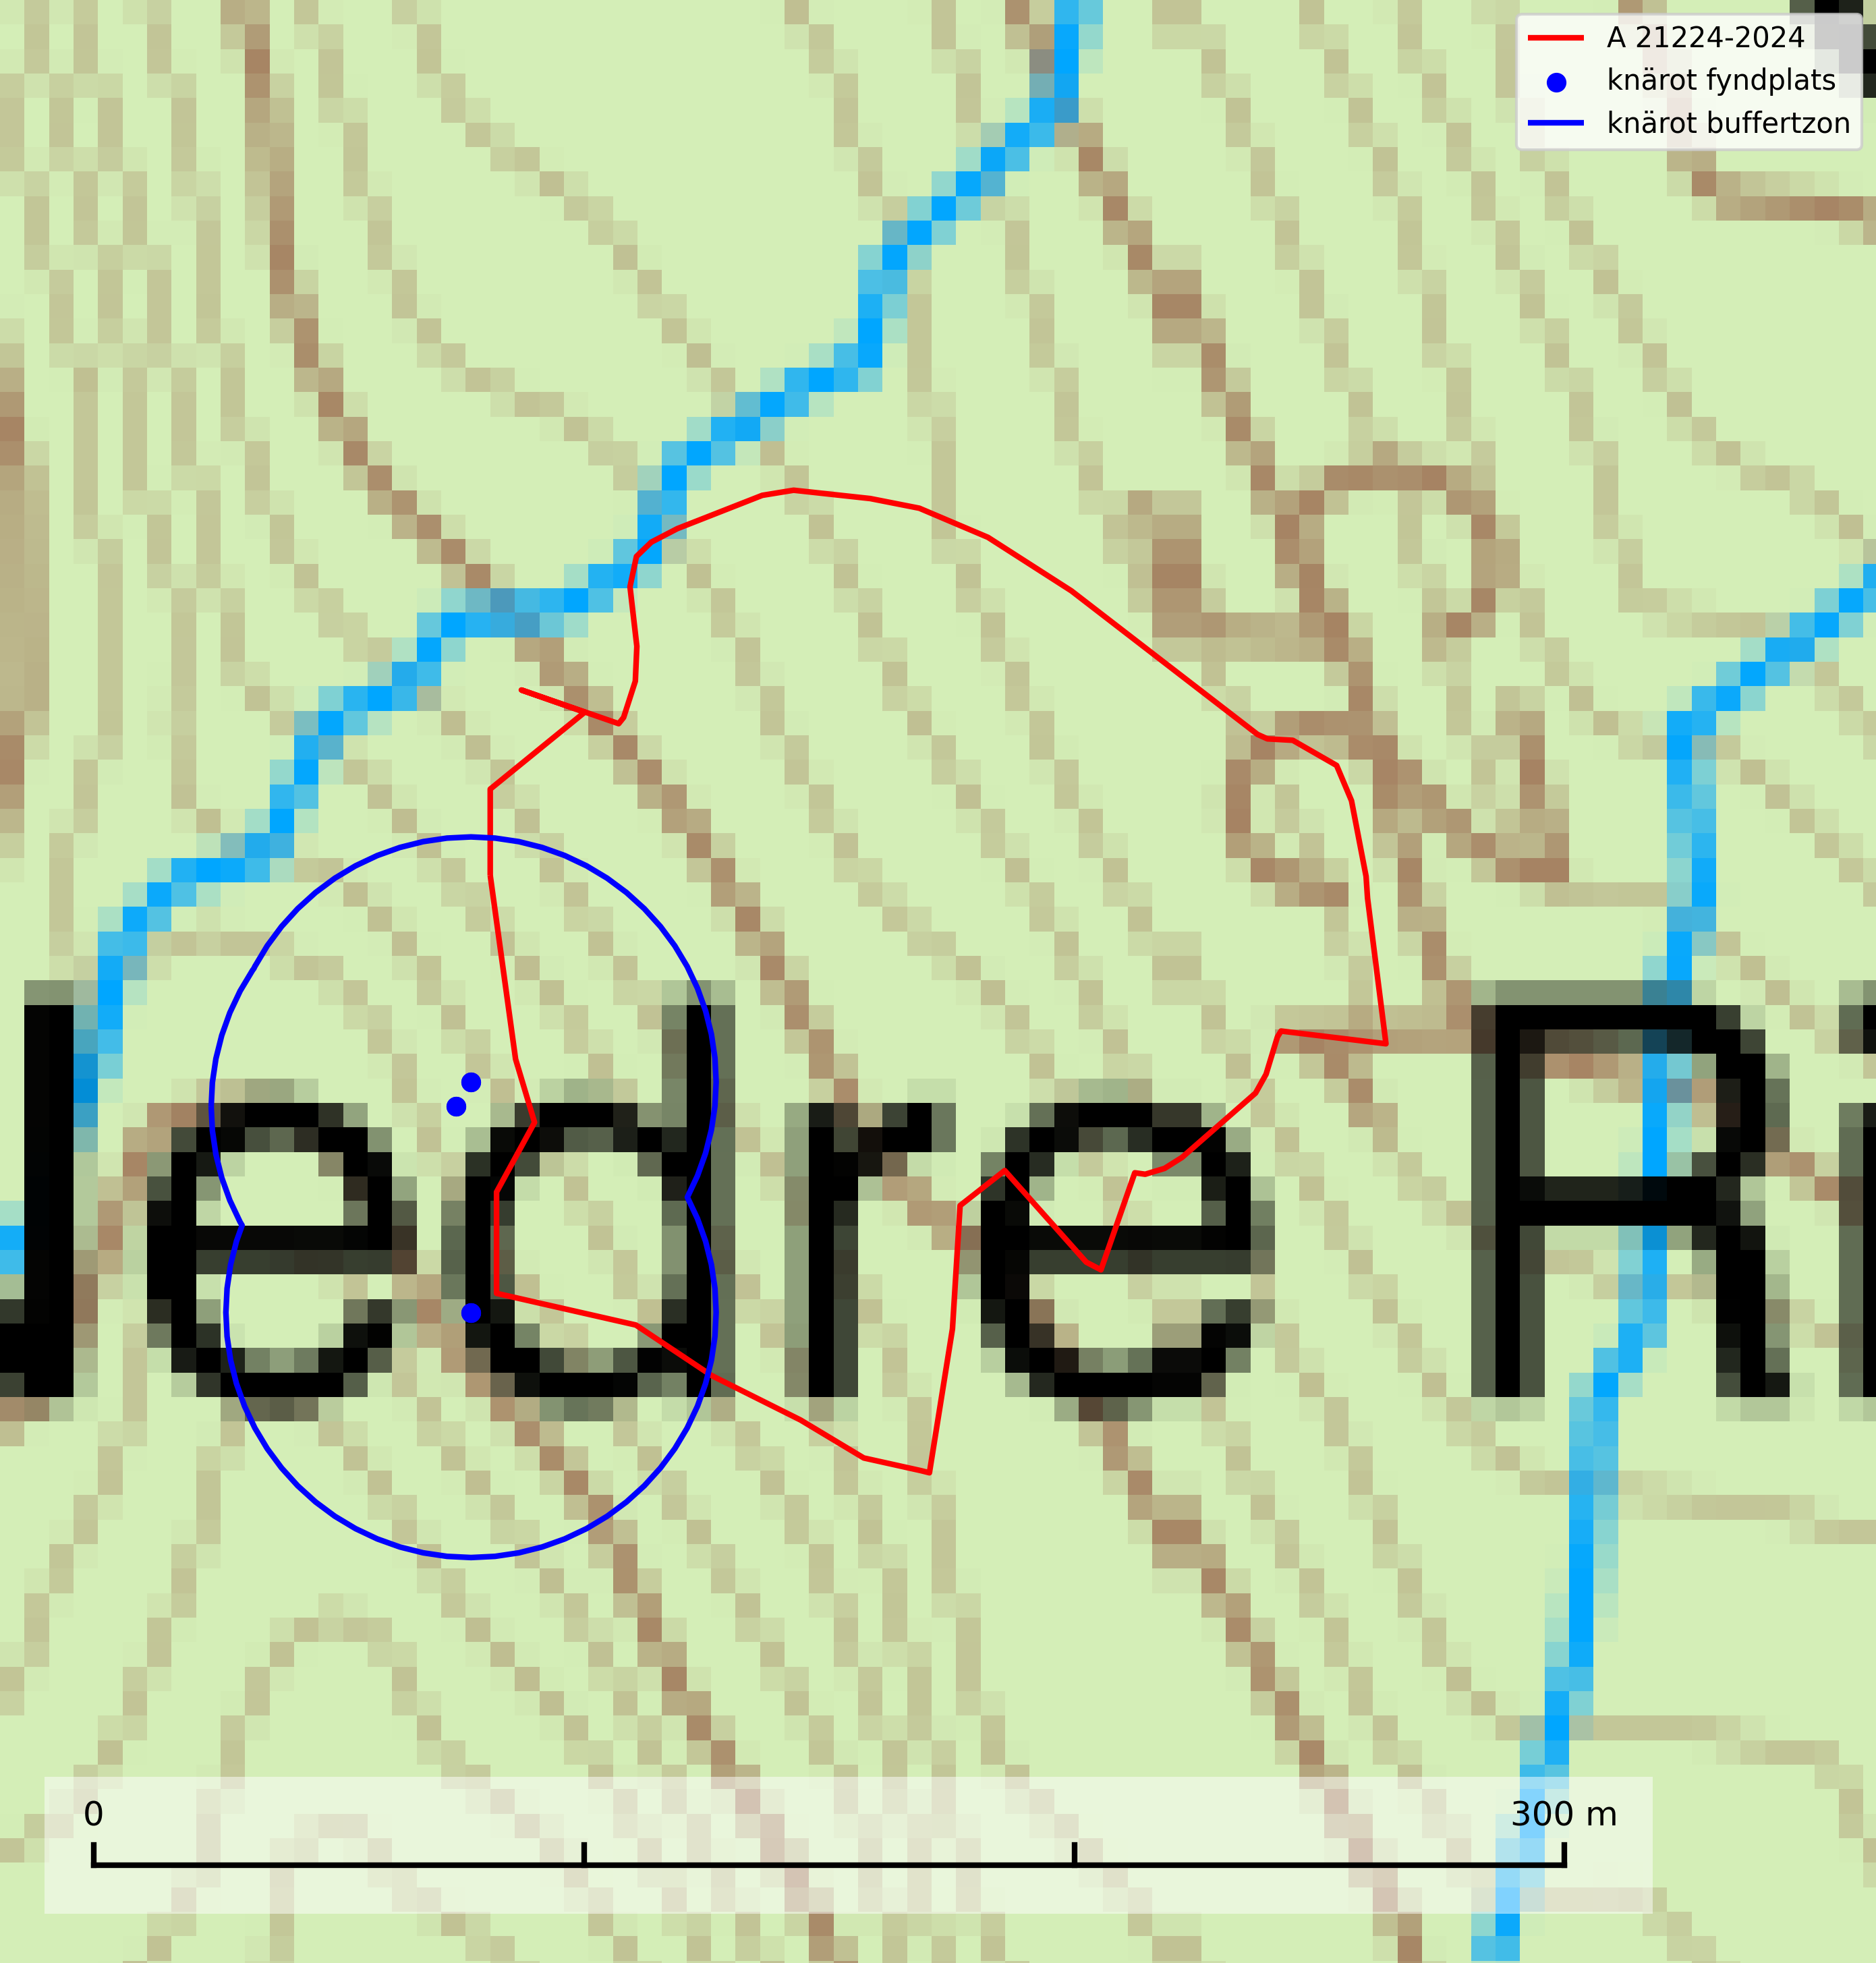 A 21224-2024
knärot fyndplats
knärot buffertzon
edre
0
300 m